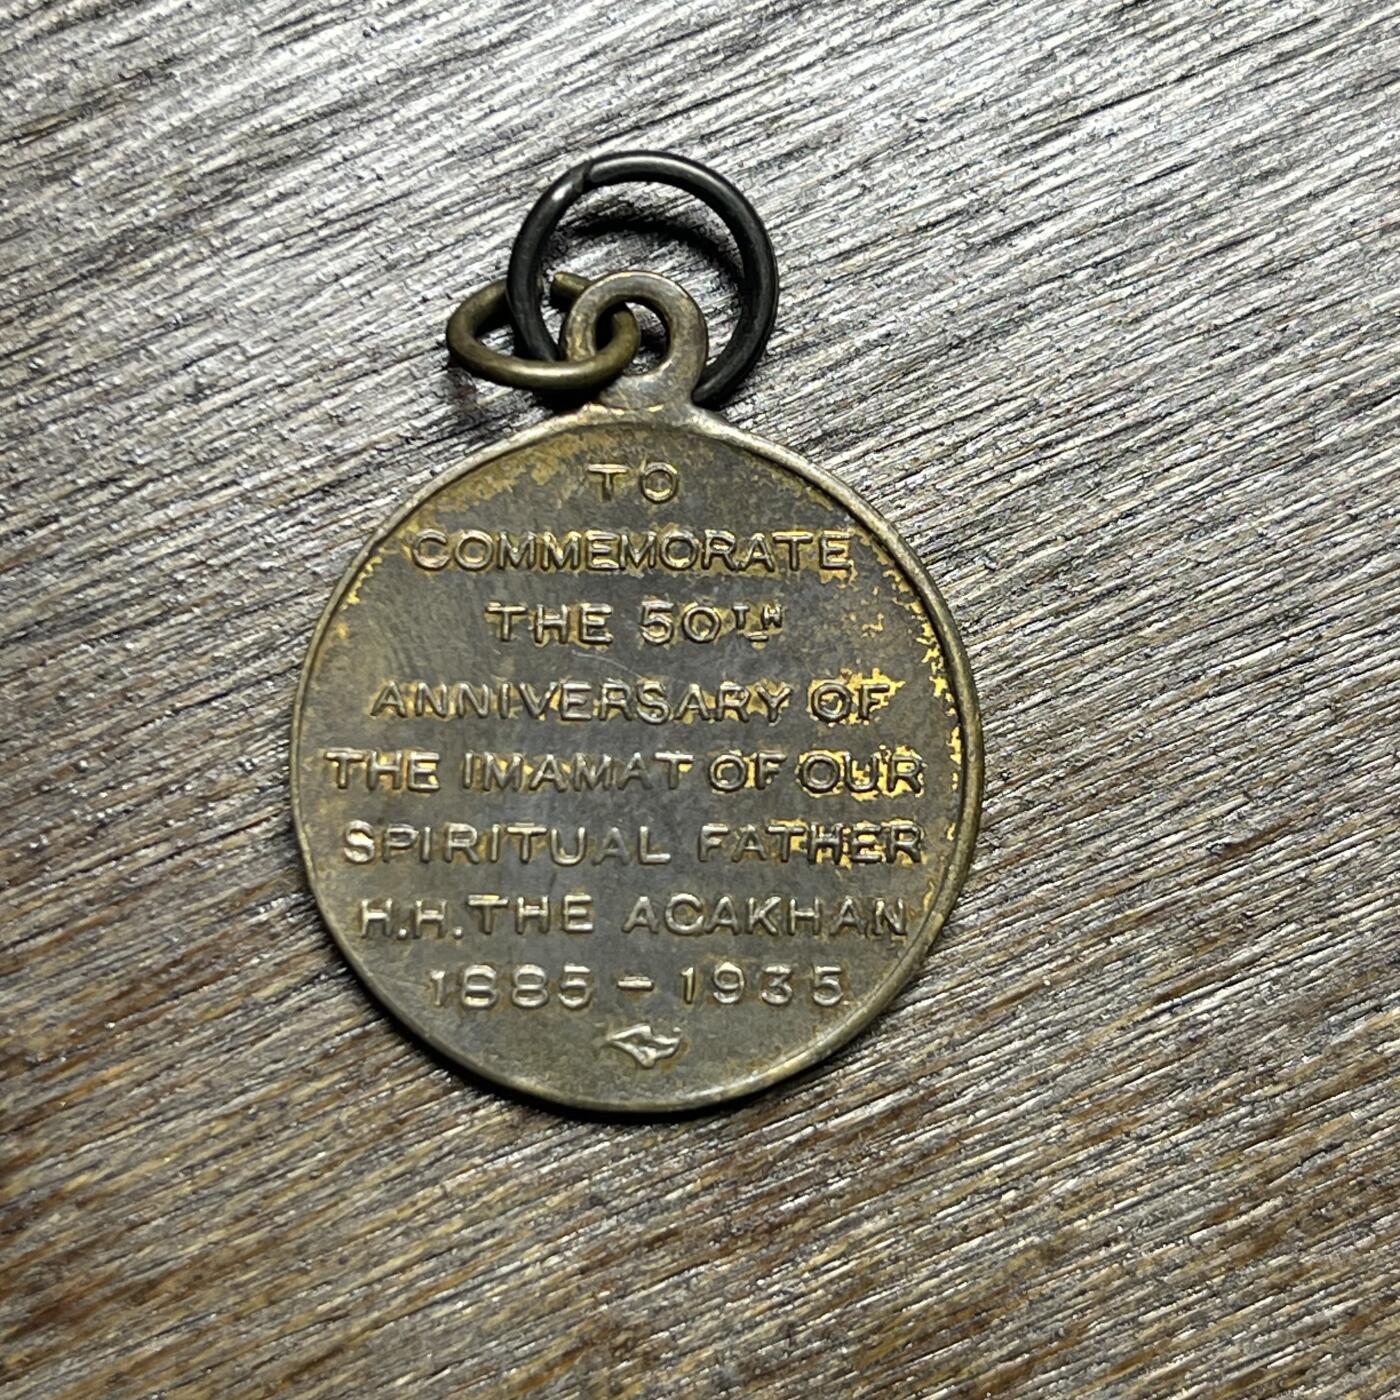 TO
COMMEMORATE
THE 50TH
ANNIVERSARY OF
THE IMAMAT OF OUR
SPIRITUAL FATHER
H.H. THE AGAKHAN
1885 - 1935